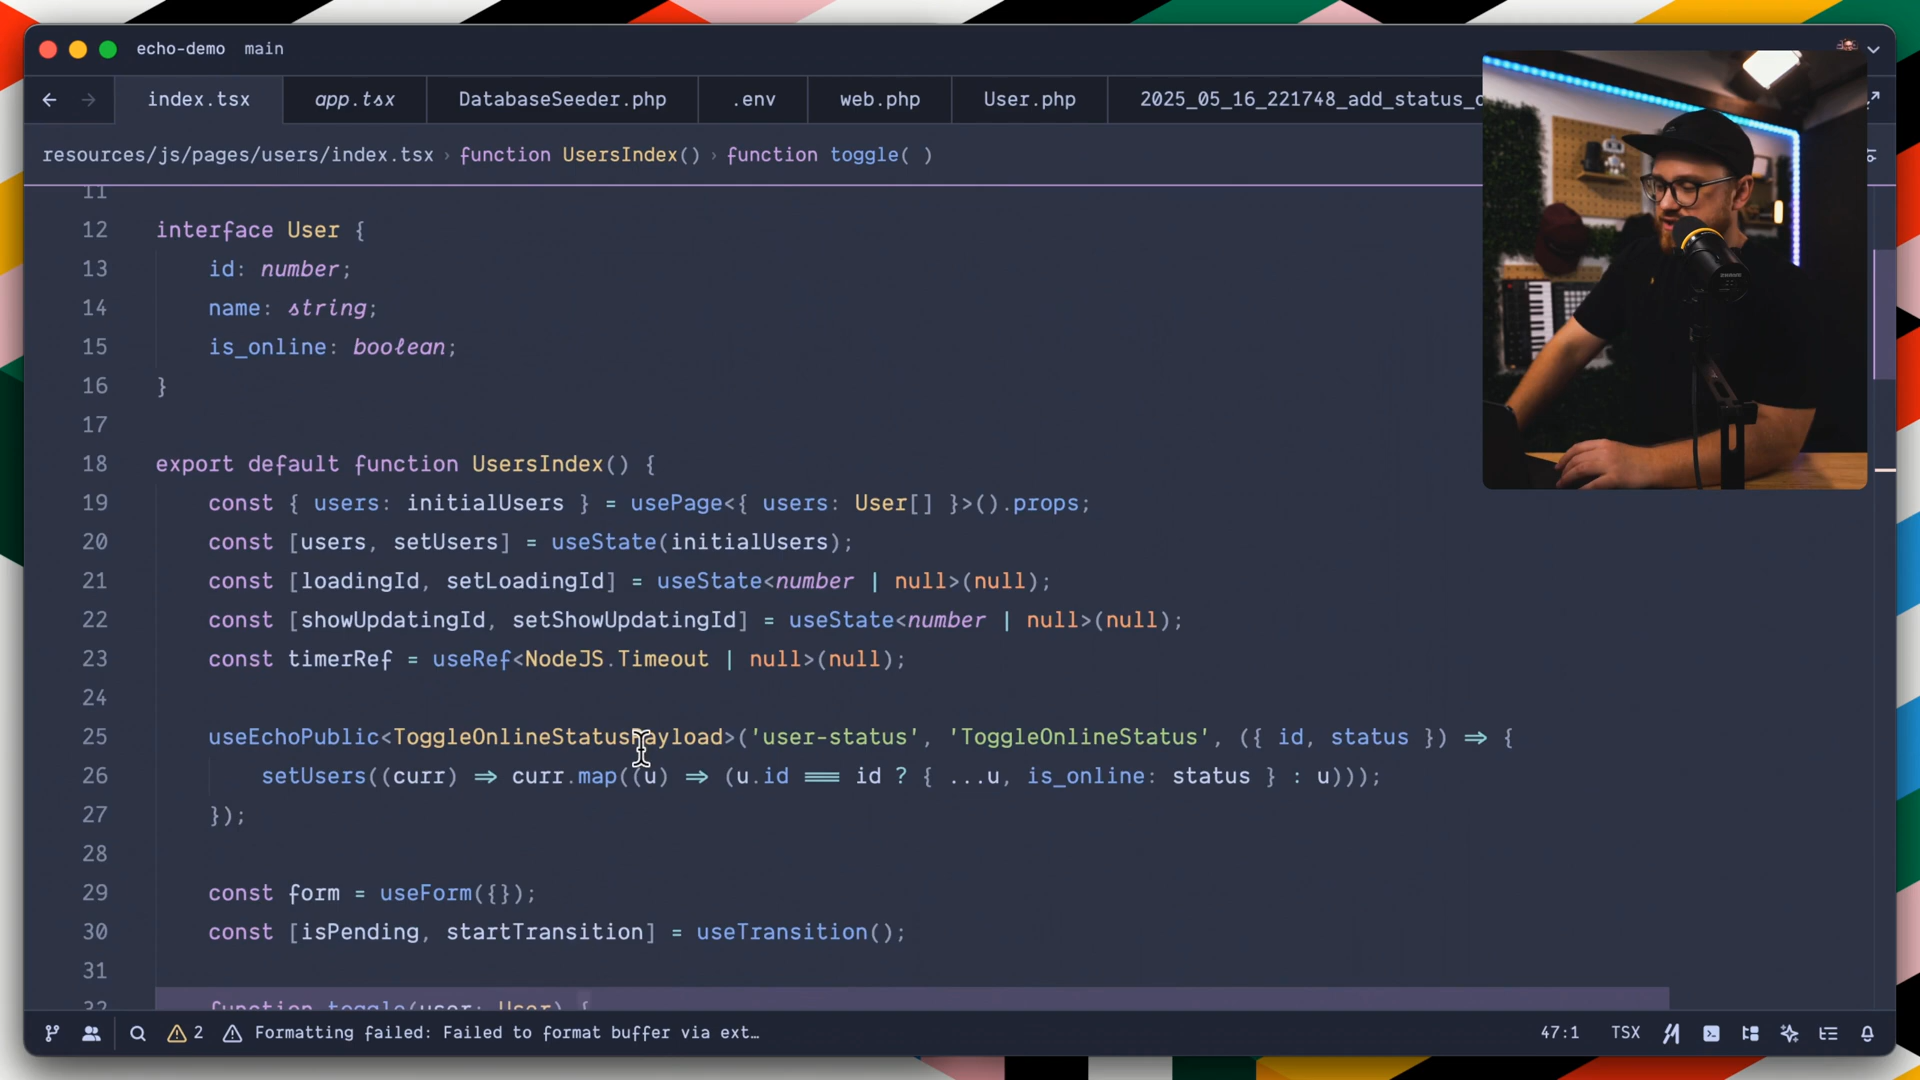 echo-demo main
index.tsx app.tsx DatabaseSeeder.php .env web.php User.php 2025_05_16_221748_add_status_
resources/js/pages/users/index.tsx › function UsersIndex() › function toggle( )
11
12 interface User {
13 id: number;
14 name: string;
15 is_online: boolean;
16 }
17
18 export default function UsersIndex() {
19 const { users: initialUsers } = usePage<{ users: User[] }>().props;
20 const [users, setUsers] = useState(initialUsers);
21 const [loadingId, setLoadingId] = useState<number | null>(null);
22 const [showUpdatingId, setShowUpdatingId] = useState<number | null>(null);
23 const timerRef = useRef<NodeJS.Timeout | null>(null);
24
25 useEchoPublic<ToggleOnlineStatusPayload>('user-status', 'ToggleOnlineStatus', ({ id, status }) => {
26 setUsers((curr) => curr.map((u) => (u.id === id ? { ...u, is_online: status } : u)));
27 });
28
29 const form = useForm({});
30 const [isPending, startTransition] = useTransition();
31
32 function toggle(user: User) {
2 Formatting failed: Failed to format buffer via ext… 47:1 TSX